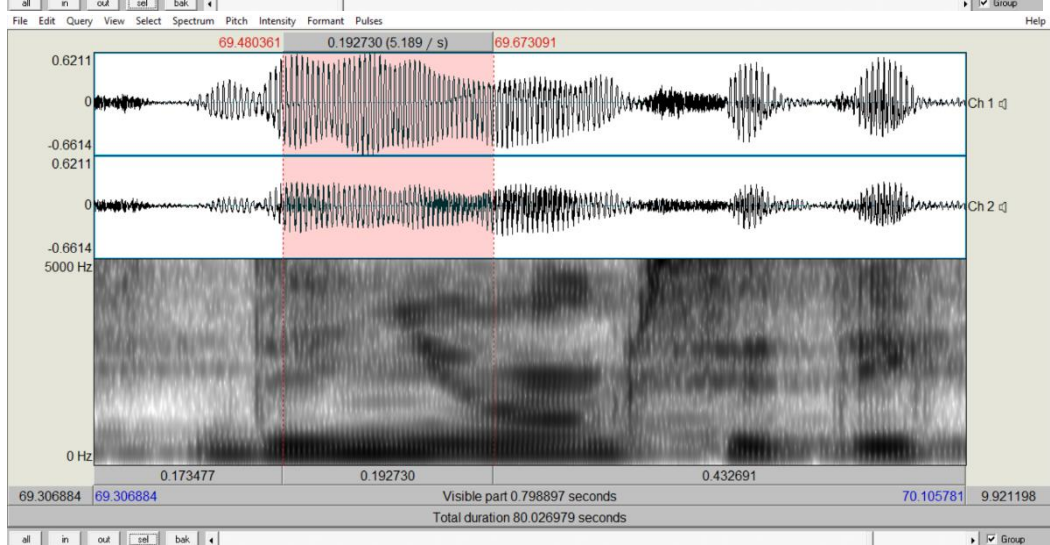 all in out sel bak Group
File Edit Query View Select Spectrum Pitch Intensity Formant Pulses Help
69.480361 0.192730 (5.189 / s) 69.673091
0.6211
0 Ch 1
-0.6614
0.6211
0 Ch 2
-0.6614
5000 Hz
0 Hz
0.173477 0.192730 0.432691
69.306884 69.306884 Visible part 0.798897 seconds 70.105781 9.921198
Total duration 80.026979 seconds
all in out sel bak Group